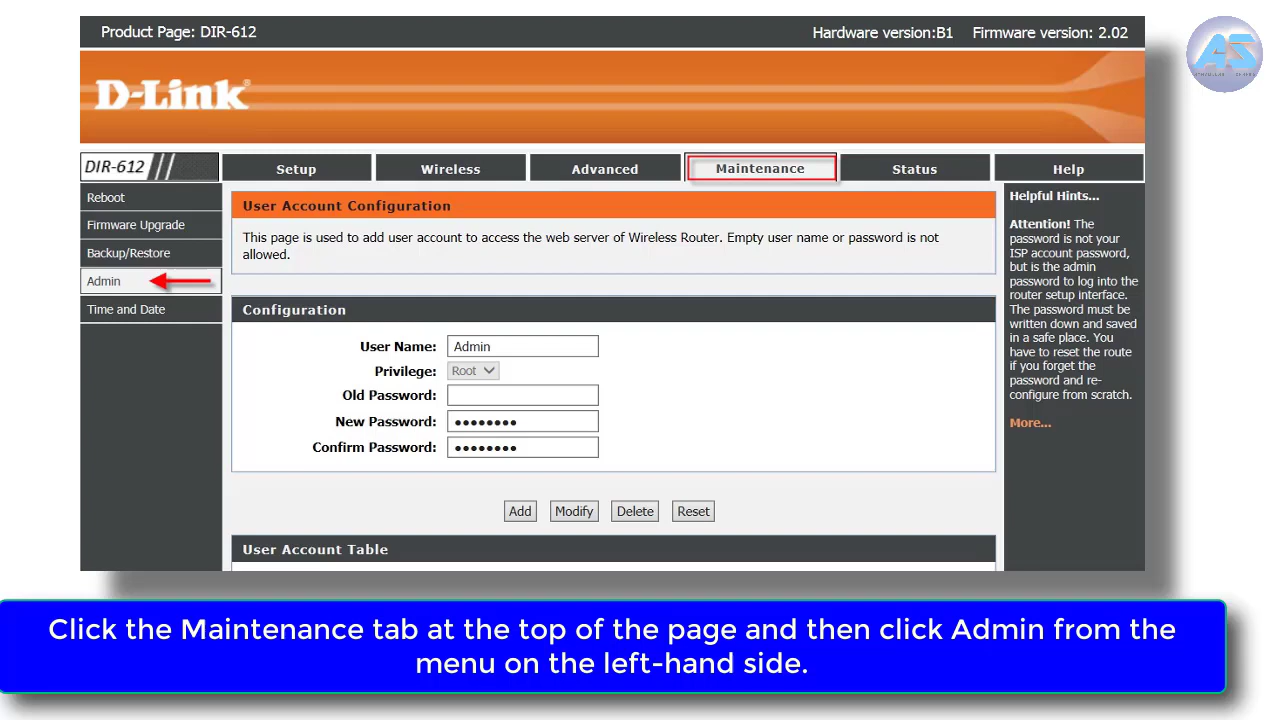 Product Page: DIR-612
Hardware version:B1 Firmware version: 2.02
AS
D-Link®
DIR-612
Setup
Wireless
Advanced
Maintenance
Status
Help
Reboot
Firmware Upgrade
Backup/Restore
Admin
Time and Date
User Account Configuration
This page is used to add user account to access the web server of Wireless Router. Empty user name or password is not
allowed.
Configuration
User Name: Admin
Privilege: Root
Old Password:
New Password: ●●●●●●●●
Confirm Password: ●●●●●●●●
Add Modify Delete Reset
User Account Table
Helpful Hints...
Attention! The
password is not your
ISP account password,
but is the admin
password to log into the
router setup interface.
The password must be
written down and saved
in a safe place. You
have to reset the route
if you forget the
password and re-
configure from scratch.
More...
Click the Maintenance tab at the top of the page and then click Admin from the
menu on the left-hand side.